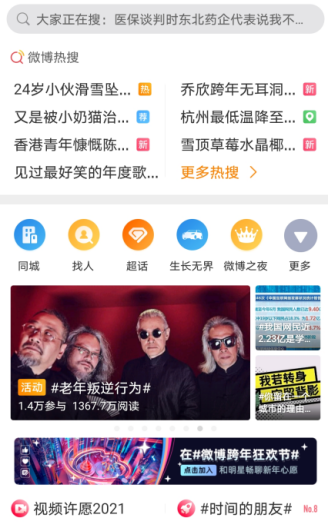 大家正在搜：医保谈判时东北药企代表说我不...
微博热搜
24岁小伙滑雪坠... 热
乔欣跨年无耳洞... 新
又是被小奶猫治... 荐
杭州最低温降至...
香港青年慷慨陈... 新
雪顶草莓水晶椰... 新
见过最好笑的年度歌...
更多热搜 >
同城
找人
超话
生长无界
微博之夜
更多
活动 #老年叛逆行为#
1.4万参与 1367.7万阅读
#我国网民近
2.23亿是学...
我若转身
城市的理由...
在#微博跨年狂欢节#
点击加入 和明星畅聊新年心愿
视频许愿2021
#时间的朋友# No.8